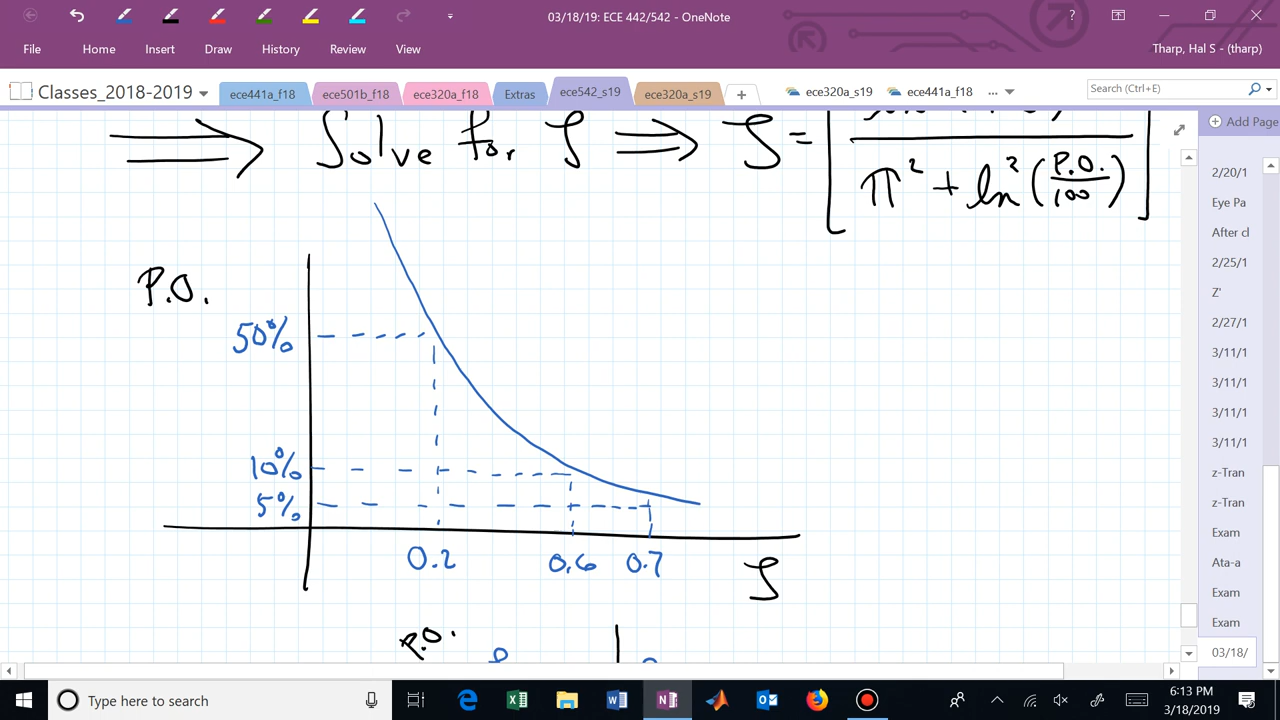 03/18/19: ECE 442/542 - OneNote
File Home Insert Draw History Review View
Tharp, Hal S - (tharp)
Classes_2018-2019
ece441a_f18 ece501b_f18 ece320a_f18 Extras ece542_s19 ece320a_s19
ece320a_s19 ece441a_f18 ...
Search (Ctrl+E)
Add Page
2/20/1
Eye Pa
After cl
2/25/1
Z'
2/27/1
3/11/1
3/11/1
3/11/1
3/11/1
z-Tran
z-Tran
Exam
Ata-a
Exam
Exam
03/18/
⟹ Solve for ζ ⟹ ζ =
π² + ln² (P.O./100)
P.O.
50%
10%
5%
0.2 0.6 0.7 ζ
P.O.
Type here to search
6:13 PM
3/18/2019